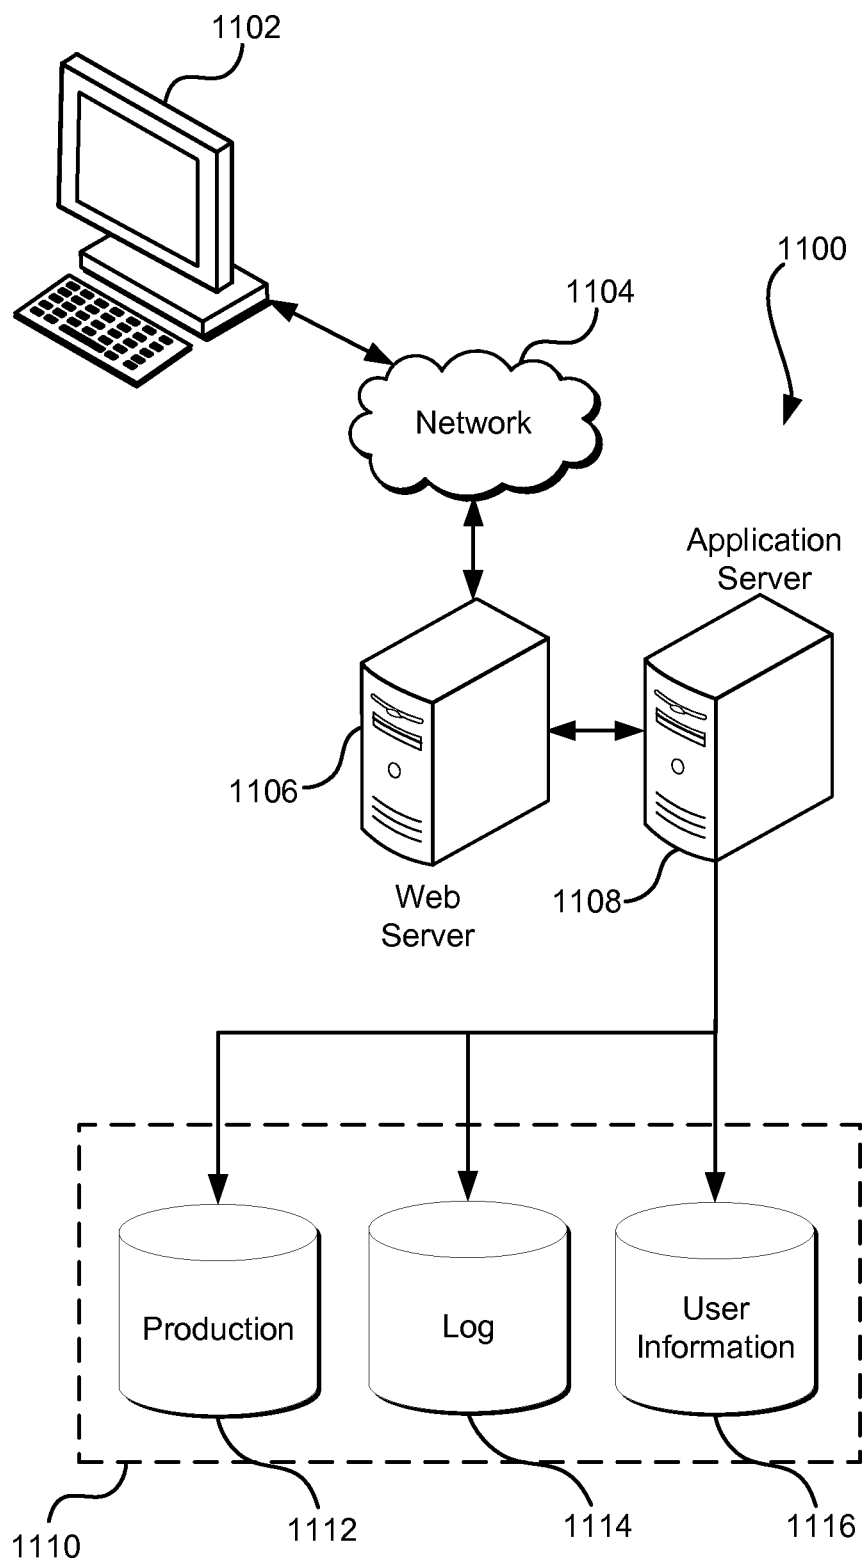 1102
1100
1104
Network
Application
Server
1106
1108
Web
Server
Production
Log
User
Information
1110
1112
1114
1116